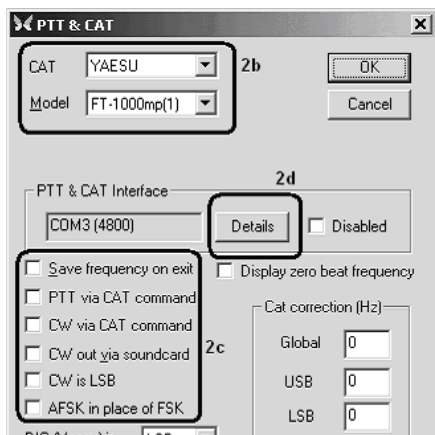 PTT & CAT
CAT YAESU 2b OK
Model FT-1000mp(1) Cancel
2d
PTT & CAT Interface
COM3 (4800) Details Disabled
Save frequency on exit Display zero beat frequency
PTT via CAT command Cat correction (Hz)
CW via CAT command Global 0
CW out via soundcard 2c
CW is LSB USB 0
AFSK in place of FSK LSB 0